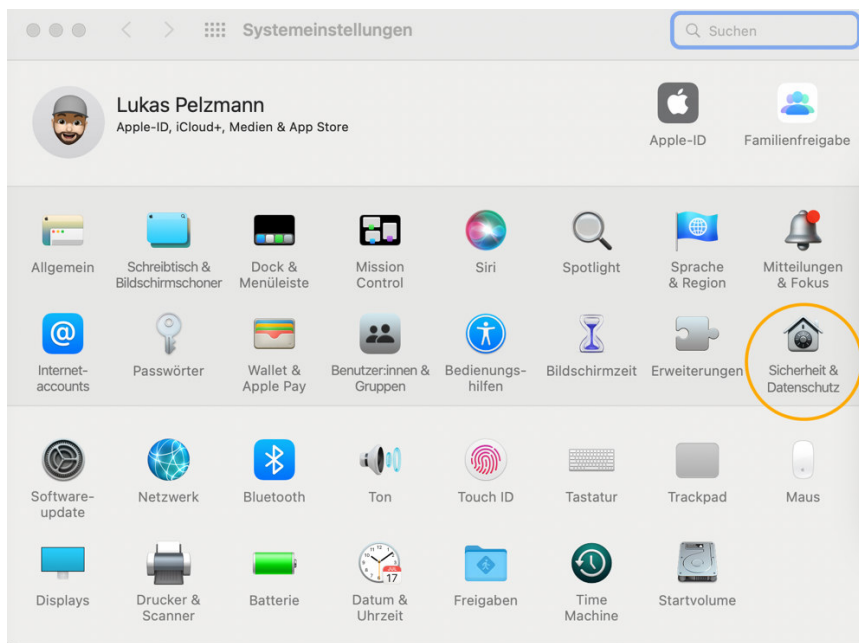 Systemeinstellungen
Suchen
Lukas Pelzmann
Apple-ID, iCloud+, Medien & App Store
Apple-ID
Familienfreigabe
Allgemein
Schreibtisch &
Bildschirmschoner
Dock &
Menüleiste
Mission
Control
Siri
Spotlight
Sprache
& Region
Mitteilungen
& Fokus
Internet-
accounts
Passwörter
Wallet &
Apple Pay
Benutzer:innen &
Gruppen
Bedienungs-
hilfen
Bildschirmzeit
Erweiterungen
Sicherheit &
Datenschutz
Software-
update
Netzwerk
Bluetooth
Ton
Touch ID
Tastatur
Trackpad
Maus
Displays
Drucker &
Scanner
Batterie
JUL
17
Datum &
Uhrzeit
Freigaben
Time
Machine
Startvolume